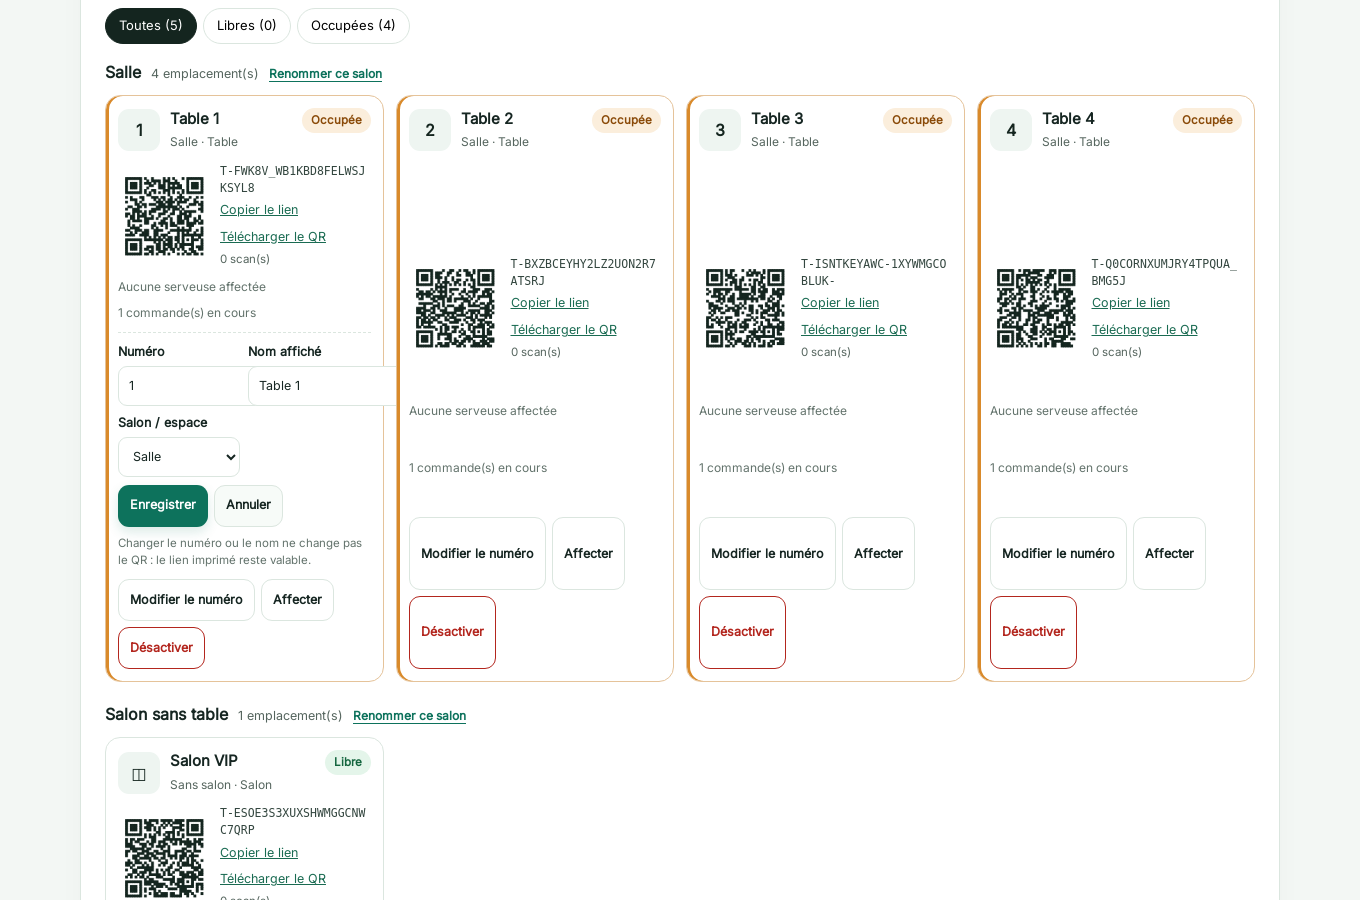 Toutes (5) Libres (0) Occupées (4)
Salle 4 emplacement(s) Renommer ce salon
1 Table 1 Occupée
Salle · Table
T-FWK8V_WB1KBD8FELWSJ
KSYL8
Copier le lien
Télécharger le QR
0 scan(s)
Aucune serveuse affectée
1 commande(s) en cours
Numéro Nom affiché
1 Table 1
Salon / espace
Salle
Enregistrer Annuler
Changer le numéro ou le nom ne change pas
le QR : le lien imprimé reste valable.
Modifier le numéro Affecter
Désactiver
2 Table 2 Occupée
Salle · Table
T-BXZBCEYHY2LZ2UON2R7
ATSRJ
Copier le lien
Télécharger le QR
0 scan(s)
Aucune serveuse affectée
1 commande(s) en cours
Modifier le numéro Affecter
Désactiver
3 Table 3 Occupée
Salle · Table
T-ISNTKEYAWC-1XYWMGCO
BLUK-
Copier le lien
Télécharger le QR
0 scan(s)
Aucune serveuse affectée
1 commande(s) en cours
Modifier le numéro Affecter
Désactiver
4 Table 4 Occupée
Salle · Table
T-Q0CORNXUMJRY4TPQUA_
BMG5J
Copier le lien
Télécharger le QR
0 scan(s)
Aucune serveuse affectée
1 commande(s) en cours
Modifier le numéro Affecter
Désactiver
Salon sans table 1 emplacement(s) Renommer ce salon
Salon VIP Libre
Sans salon · Salon
T-ESOE3S3XUXSHWMGGCNW
C7QRP
Copier le lien
Télécharger le QR
0 scan(s)